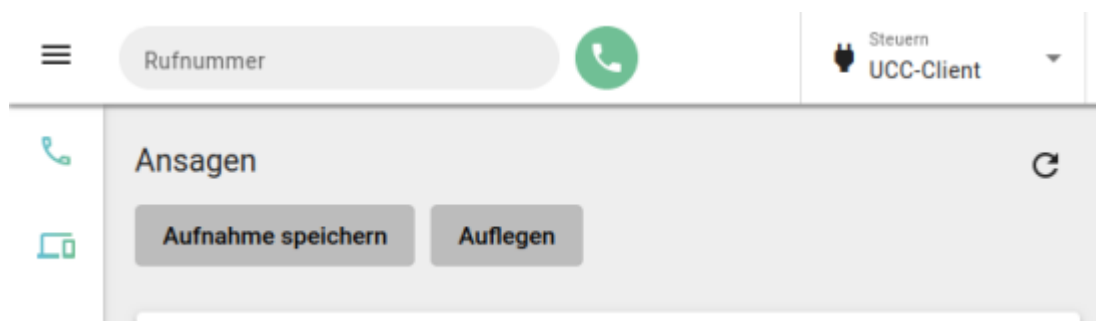 Rufnummer
Steuern
UCC-Client
Ansagen
Aufnahme speichern
Auflegen